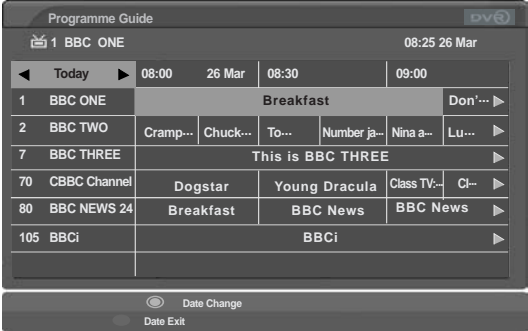 Programme Guide DVR
1 BBC ONE 08:25 26 Mar
Today 08:00 26 Mar 08:30 09:00
1 BBC ONE Breakfast Don'···
2 BBC TWO Cramp··· Chuck··· To··· Number ja··· Nina a··· Lu···
7 BBC THREE This is BBC THREE
70 CBBC Channel Dogstar Young Dracula Class TV:··· Cl···
80 BBC NEWS 24 Breakfast BBC News BBC News
105 BBCi BBCi
Date Change
Date Exit